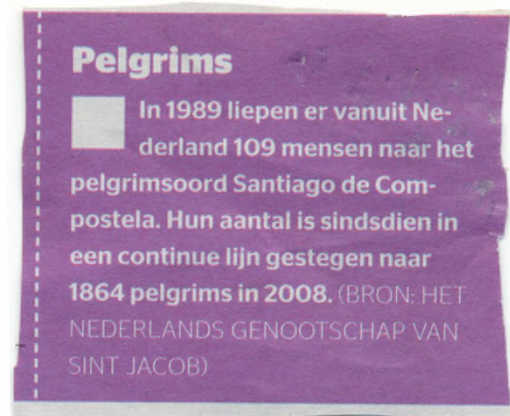 Pelgrims
In 1989 liepen er vanuit Ne-
derland 109 mensen naar het
pelgrimsoord Santiago de Com-
postela. Hun aantal is sindsdien in
een continue lijn gestegen naar
1864 pelgrims in 2008. (BRON: HET
NEDERLANDS GENOOTSCHAP VAN
SINT JACOB)